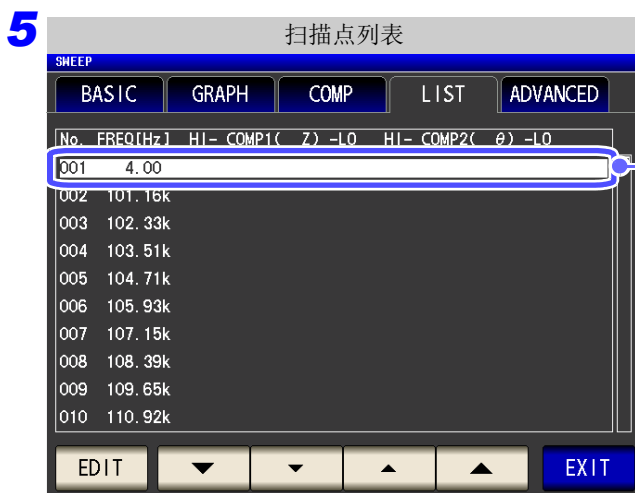 5
扫描点列表
SWEEP
BASIC GRAPH COMP LIST ADVANCED
No. FREQ[Hz] HI- COMP1( Z) -LO HI- COMP2( θ) -LO
001 4.00
002 101.16k
003 102.33k
004 103.51k
005 104.71k
006 105.93k
007 107.15k
008 108.39k
009 109.65k
010 110.92k
EDIT EXIT